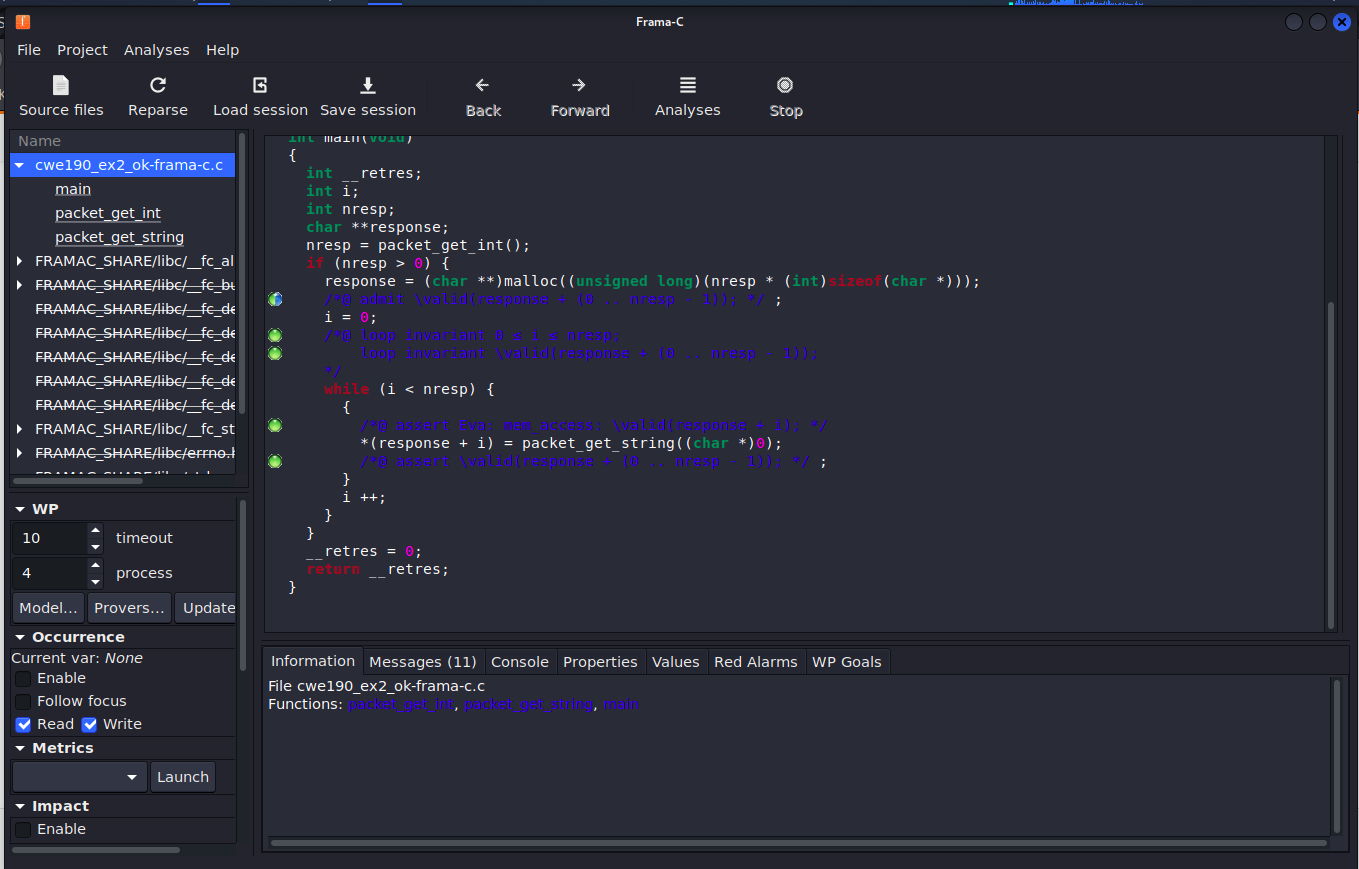 Frama-C
File Project Analyses Help
Source files Reparse Load session Save session Back Forward Analyses Stop
Name
cwe190_ex2_ok-frama-c.c
main
packet_get_int
packet_get_string
FRAMAC_SHARE/libc/__fc_al
FRAMAC_SHARE/libc/__fc_bu
FRAMAC_SHARE/libc/__fc_de
FRAMAC_SHARE/libc/__fc_de
FRAMAC_SHARE/libc/__fc_de
FRAMAC_SHARE/libc/__fc_de
FRAMAC_SHARE/libc/__fc_de
FRAMAC_SHARE/libc/__fc_st
FRAMAC_SHARE/libc/errno.h
int main(void)
{
int __retres;
int i;
int nresp;
char **response;
nresp = packet_get_int();
if (nresp > 0) {
response = (char **)malloc((unsigned long)(nresp * (int)sizeof(char *)));
/*@ admit \valid(response + (0 .. nresp - 1)); */ ;
i = 0;
/*@ loop invariant 0 ≤ i ≤ nresp;
loop invariant \valid(response + (0 .. nresp - 1));
*/
while (i < nresp) {
{
/*@ assert Eva: mem_access: \valid(response + i); */
*(response + i) = packet_get_string((char *)0);
/*@ assert \valid(response + (0 .. nresp - 1)); */ ;
}
i ++;
}
}
__retres = 0;
return __retres;
}
WP
10 timeout
4 process
Model... Provers... Update
Occurrence
Current var: None
Enable
Follow focus
Read Write
Metrics
Launch
Impact
Enable
Information Messages (11) Console Properties Values Red Alarms WP Goals
File cwe190_ex2_ok-frama-c.c
Functions: packet_get_int, packet_get_string, main